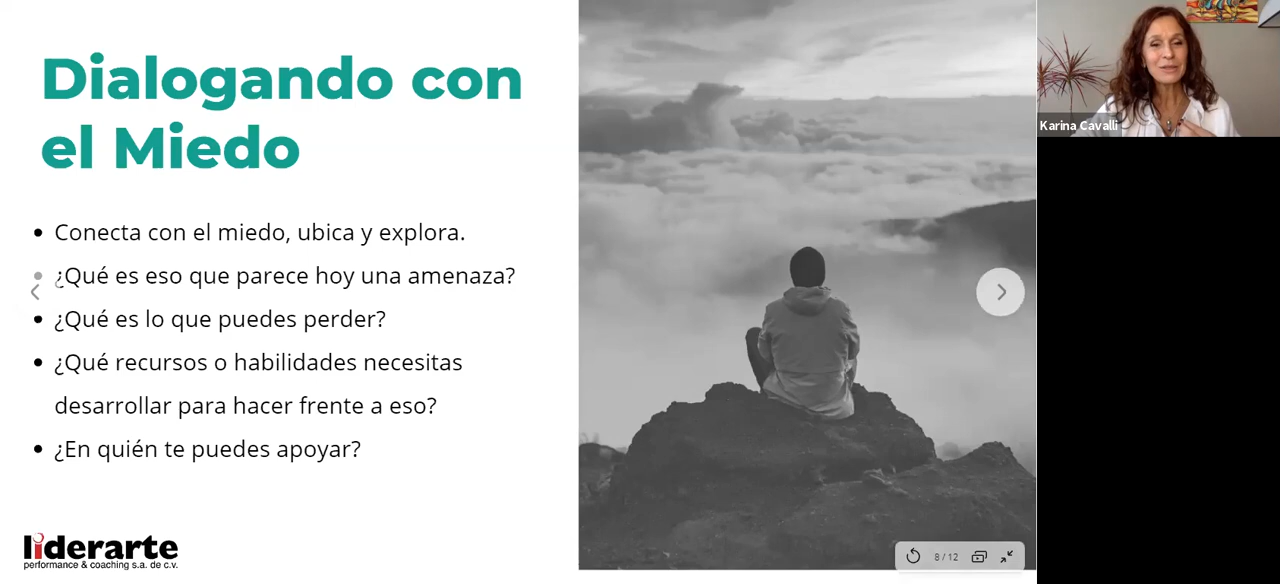 Dialogando con
el Miedo
Conecta con el miedo, ubica y explora.
¿Qué es eso que parece hoy una amenaza?
¿Qué es lo que puedes perder?
¿Qué recursos o habilidades necesitas
desarrollar para hacer frente a eso?
¿En quién te puedes apoyar?
liderarte
performance & coaching s.a. de c.v.
8 / 12
Karina Cavalli